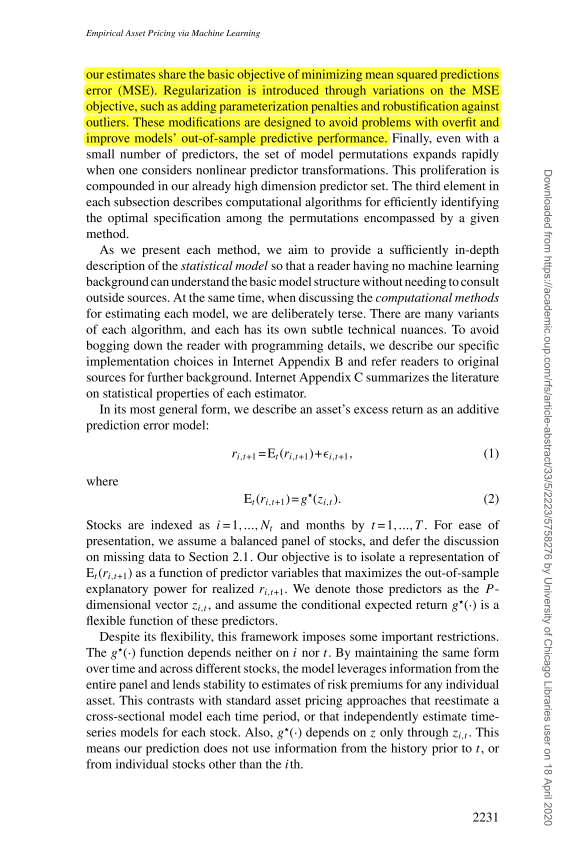 Empirical Asset Pricing via Machine Learning
our estimates share the basic objective of minimizing mean squared predictions
error (MSE). Regularization is introduced through variations on the MSE
objective, such as adding parameterization penalties and robustification against
outliers. These modifications are designed to avoid problems with overfit and
improve models' out-of-sample predictive performance. Finally, even with a
small number of predictors, the set of model permutations expands rapidly
when one considers nonlinear predictor transformations. This proliferation is
compounded in our already high dimension predictor set. The third element in
each subsection describes computational algorithms for efficiently identifying
the optimal specification among the permutations encompassed by a given
method.
As we present each method, we aim to provide a sufficiently in-depth
description of the statistical model so that a reader having no machine learning
background can understand the basic model structure without needing to consult
outside sources. At the same time, when discussing the computational methods
for estimating each model, we are deliberately terse. There are many variants
of each algorithm, and each has its own subtle technical nuances. To avoid
bogging down the reader with programming details, we describe our specific
implementation choices in Internet Appendix B and refer readers to original
sources for further background. Internet Appendix C summarizes the literature
on statistical properties of each estimator.
In its most general form, we describe an asset's excess return as an additive
prediction error model:
r_{i,t+1} = E_t(r_{i,t+1}) + ϵ_{i,t+1}, (1)
where
E_t(r_{i,t+1}) = g*(z_{i,t}). (2)
Stocks are indexed as i = 1,..., N_t and months by t = 1,..., T. For ease of
presentation, we assume a balanced panel of stocks, and defer the discussion
on missing data to Section 2.1. Our objective is to isolate a representation of
E_t(r_{i,t+1}) as a function of predictor variables that maximizes the out-of-sample
explanatory power for realized r_{i,t+1}. We denote those predictors as the P-
dimensional vector z_{i,t}, and assume the conditional expected return g*(·) is a
flexible function of these predictors.
Despite its flexibility, this framework imposes some important restrictions.
The g*(·) function depends neither on i nor t. By maintaining the same form
over time and across different stocks, the model leverages information from the
entire panel and lends stability to estimates of risk premiums for any individual
asset. This contrasts with standard asset pricing approaches that reestimate a
cross-sectional model each time period, or that independently estimate time-
series models for each stock. Also, g*(·) depends on z only through z_{i,t}. This
means our prediction does not use information from the history prior to t, or
from individual stocks other than the ith.
2231
Downloaded from https://academic.oup.com/rfs/article-abstract/33/5/2223/5758276 by University of Chicago Libraries user on 18 April 2020